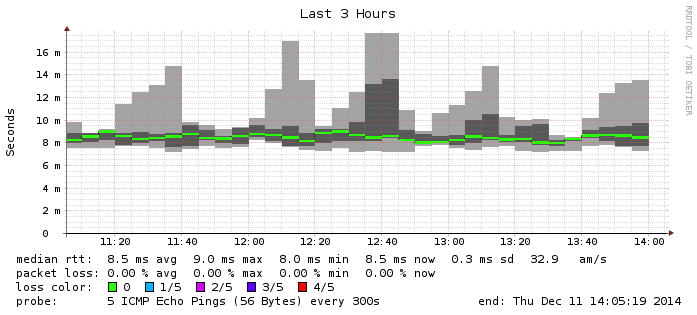 Last 3 Hours
RRDTOOL / TOBI OETIKER
Seconds
16 m
14 m
12 m
10 m
8 m
6 m
4 m
2 m
0
11:20 11:40 12:00 12:20 12:40 13:00 13:20 13:40 14:00
median rtt: 8.5 ms avg 9.0 ms max 8.0 ms min 8.5 ms now 0.3 ms sd 32.9 am/s
packet loss: 0.00 % avg 0.00 % max 0.00 % min 0.00 % now
loss color: 0 1/5 2/5 3/5 4/5
probe: 5 ICMP Echo Pings (56 Bytes) every 300s end: Thu Dec 11 14:05:19 2014